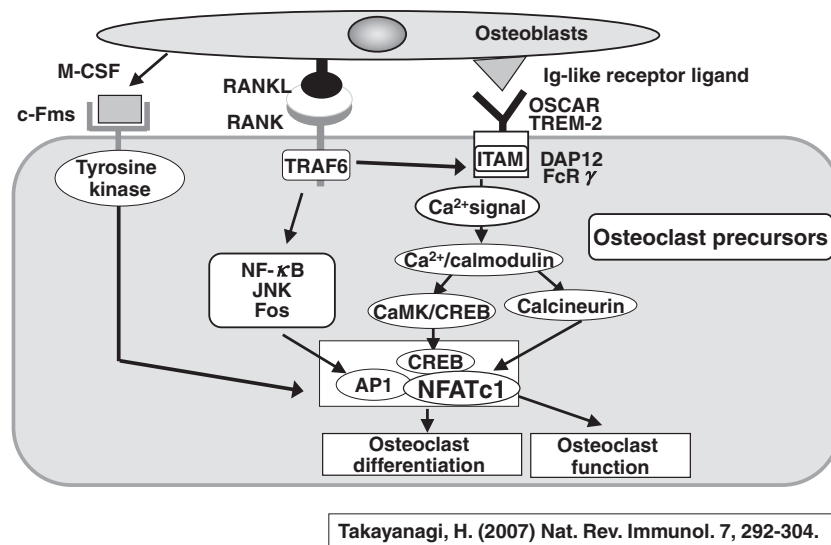 Osteoblasts
M-CSF
RANKL
Ig-like receptor ligand
c-Fms
RANK
OSCAR
TREM-2
Tyrosine
kinase
TRAF6
ITAM
DAP12
FcR γ
Ca²⁺signal
Osteoclast precursors
NF-κB
JNK
Fos
Ca²⁺/calmodulin
CaMK/CREB
Calcineurin
CREB
AP1
NFATc1
Osteoclast
differentiation
Osteoclast
function
Takayanagi, H. (2007) Nat. Rev. Immunol. 7, 292-304.